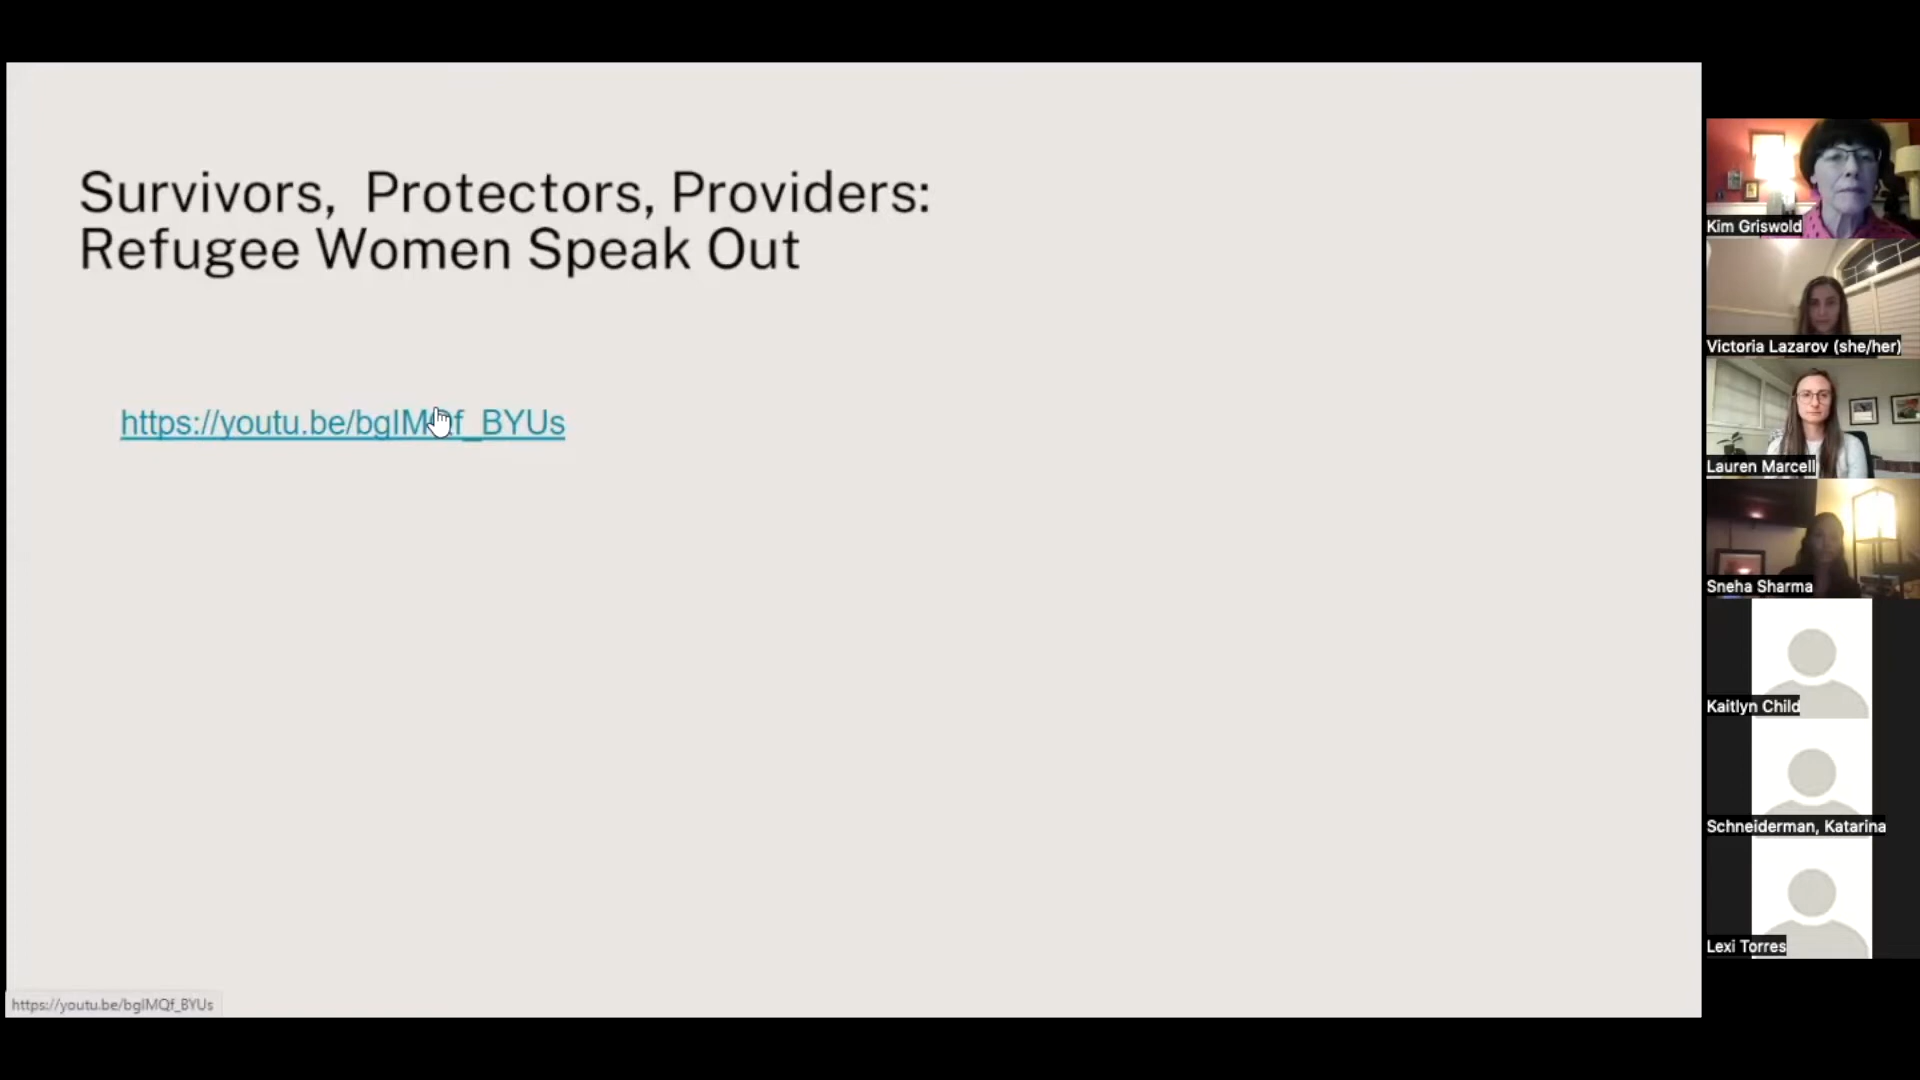 Survivors, Protectors, Providers:
Refugee Women Speak Out
https://youtu.be/bgIMQf_BYUs
https://youtu.be/bgIMQf_BYUs
Kim Griswold
Victoria Lazarov (she/her)
Lauren Marcell
Sneha Sharma
Kaitlyn Child
Schneiderman, Katarina
Lexi Torres